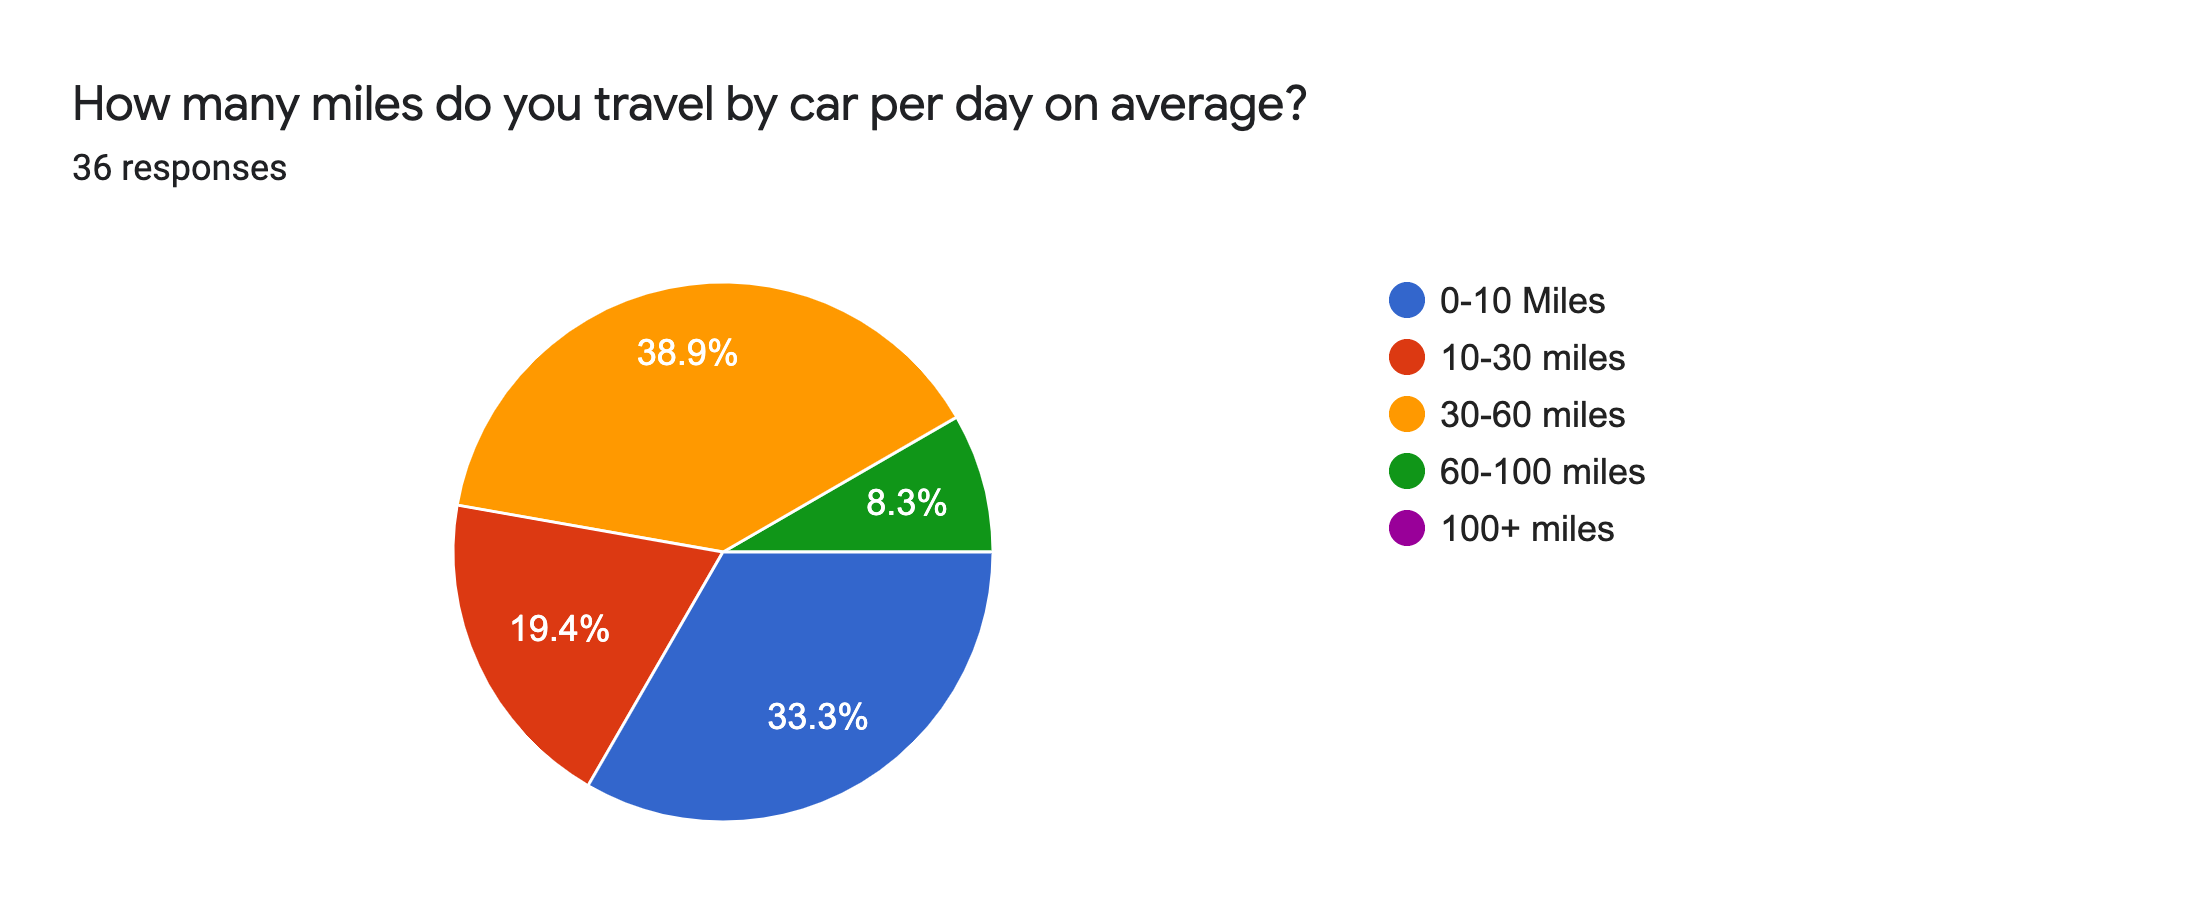 How many miles do you travel by car per day on average?
36 responses
38.9%
8.3%
19.4%
33.3%
0-10 Miles
10-30 miles
30-60 miles
60-100 miles
100+ miles